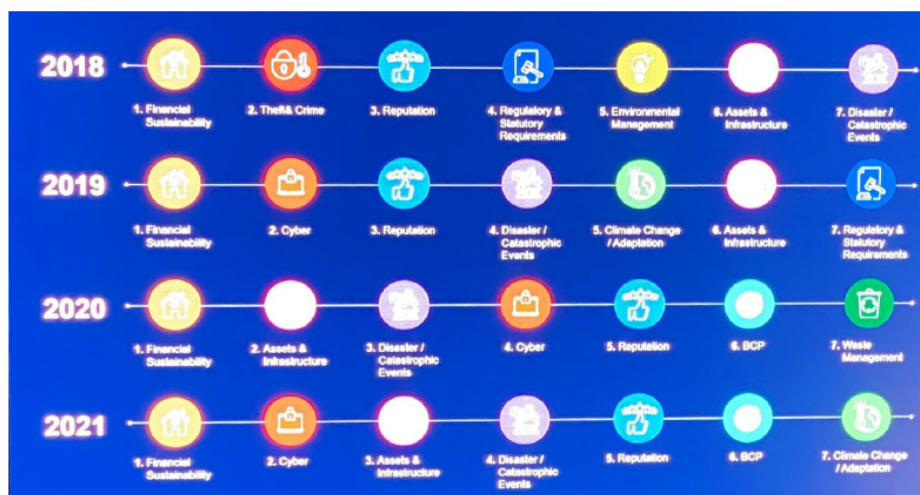 2018
1. Financial
Sustainability
2. Theft& Crime
3. Reputation
4. Regulatory &
Statutory
Requirements
5. Environmental
Management
6. Assets &
Infrastructure
7. Disaster /
Catastrophic
Events
2019
1. Financial
Sustainability
2. Cyber
3. Reputation
4. Disaster /
Catastrophic
Events
5. Climate Change
/ Adaptation
6. Assets &
Infrastructure
7. Regulatory &
Statutory
Requirements
2020
1. Financial
Sustainability
2. Assets &
Infrastructure
3. Disaster /
Catastrophic
Events
4. Cyber
5. Reputation
6. BCP
7. Waste
Management
2021
1. Financial
Sustainability
2. Cyber
3. Assets &
Infrastructure
4. Disaster /
Catastrophic
Events
5. Reputation
6. BCP
7. Climate Change
/ Adaptation